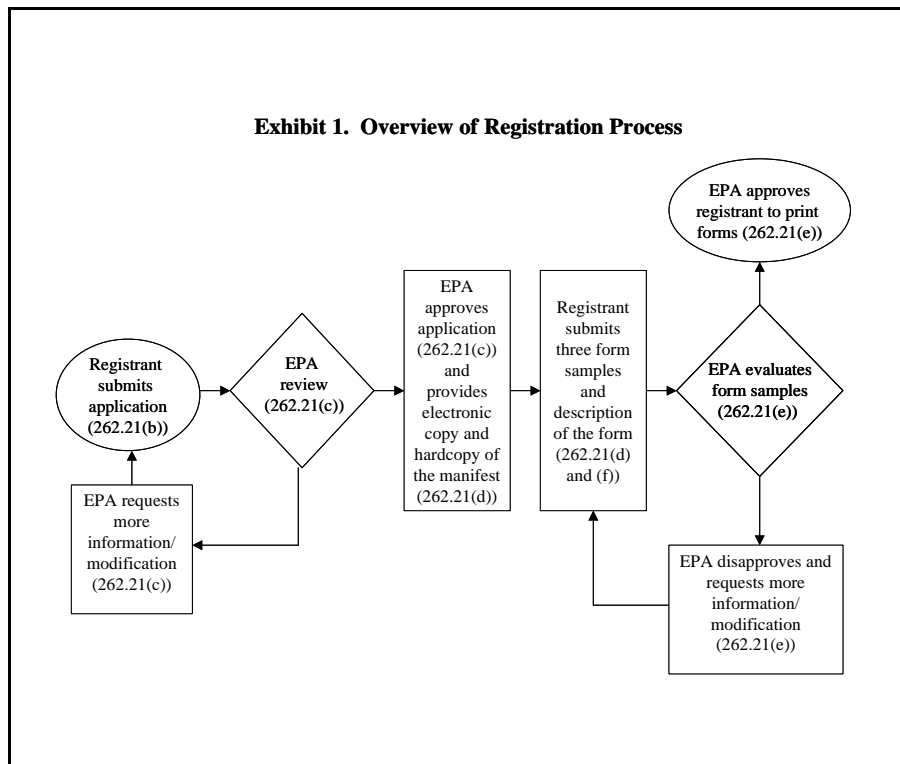 Exhibit 1.  Overview of Registration Process
Registrant
submits
application
(262.21(b))
EPA
review
(262.21(c))
EPA requests
more
information/
modification
(262.21(c))
EPA
approves
application
(262.21(c)) and
provides
electronic
copy and
hardcopy of
the manifest
(262.21(d))
Registrant
submits
three form
samples
and
description
of the form
(262.21(d)
and (f))
EPA evaluates
form samples
(262.21(e))
EPA approves
registrant to print
forms (262.21(e))
EPA disapproves and
requests more
information/
modification
(262.21(e))